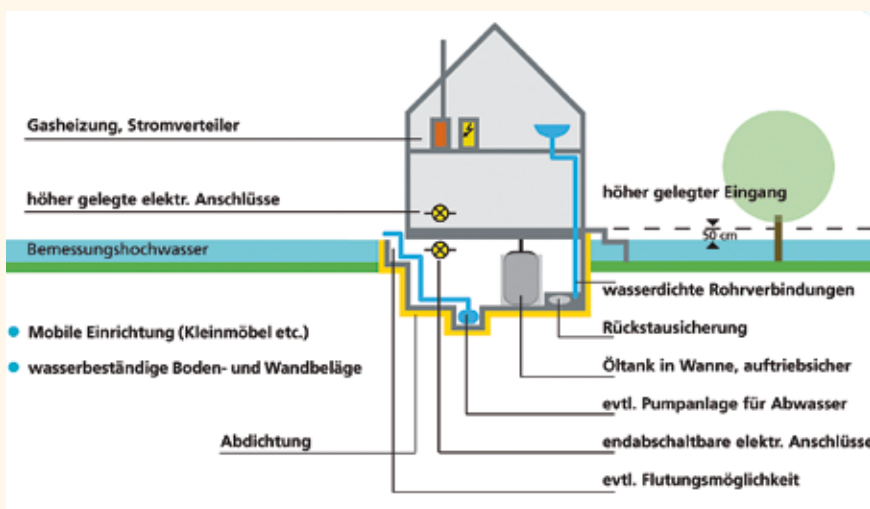 Gasheizung, Stromverteiler
höher gelegte elektr. Anschlüsse
höher gelegter Eingang
50 cm
Bemessungshochwasser
wasserdichte Rohrverbindungen
Mobile Einrichtung (Kleinmöbel etc.)
Rückstausicherung
wasserbeständige Boden- und Wandbeläge
Öltank in Wanne, auftriebsicher
evtl. Pumpanlage für Abwasser
Abdichtung
endabschaltbare elektr. Anschlüsse
evtl. Flutungsmöglichkeit